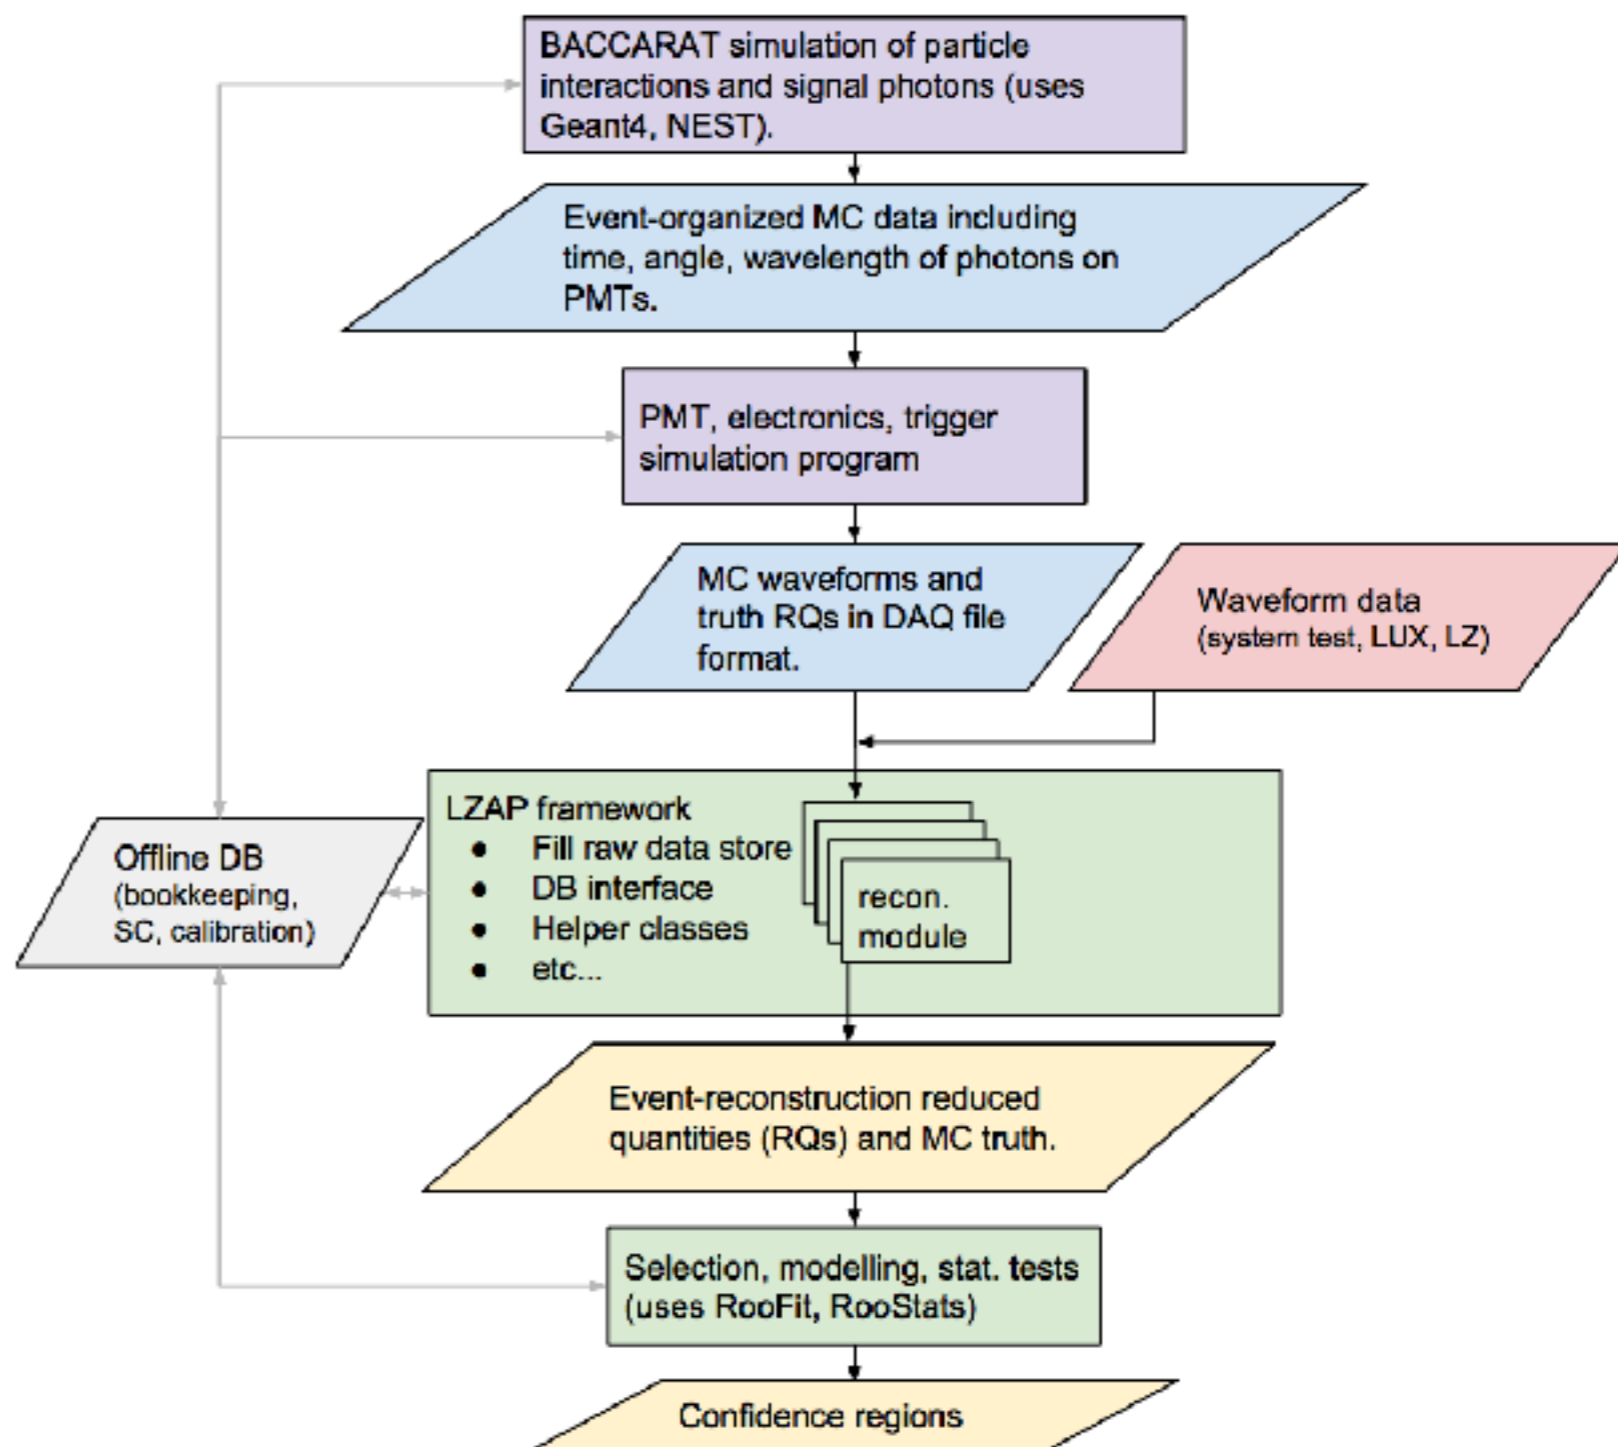 BACCARAT simulation of particle
interactions and signal photons (uses
Geant4, NEST).
Event-organized MC data including
time, angle, wavelength of photons on
PMTs.
PMT, electronics, trigger
simulation program
MC waveforms and
truth RQs in DAQ file
format.
Waveform data
(system test, LUX, LZ)
LZAP framework
● Fill raw data store
● DB interface
● Helper classes
● etc...
recon.
module
Offline DB
(bookkeeping,
SC, calibration)
Event-reconstruction reduced
quantities (RQs) and MC truth.
Selection, modelling, stat. tests
(uses RooFit, RooStats)
Confidence regions